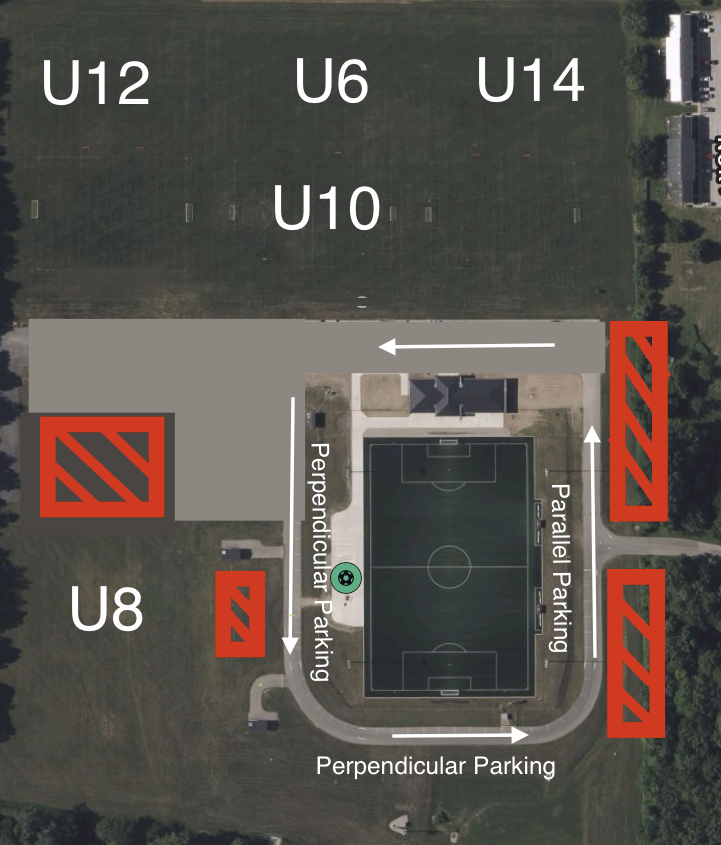 U12
U6
U14
U10
Perpendicular Parking
Parallel Parking
U8
Perpendicular Parking